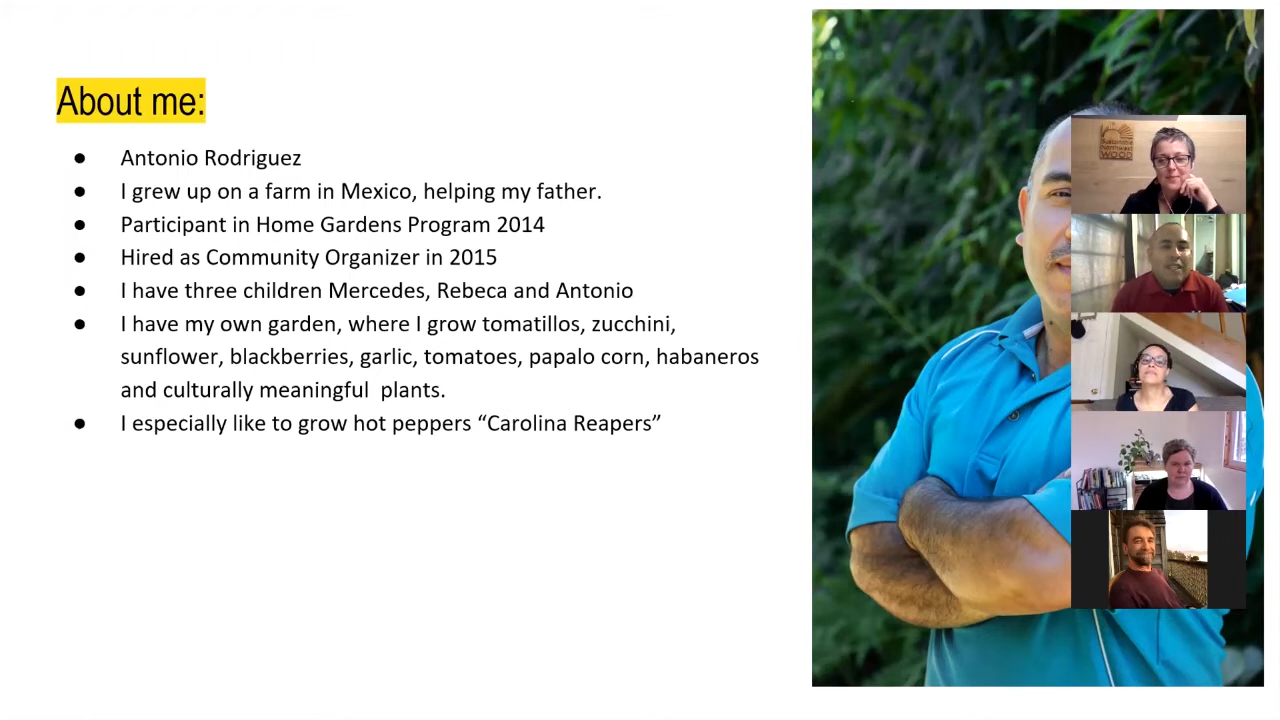 About me:
● Antonio Rodriguez
● I grew up on a farm in Mexico, helping my father.
● Participant in Home Gardens Program 2014
● Hired as Community Organizer in 2015
● I have three children Mercedes, Rebeca and Antonio
● I have my own garden, where I grow tomatillos, zucchini,
sunflower, blackberries, garlic, tomatoes, papalo corn, habaneros
and culturally meaningful  plants.
● I especially like to grow hot peppers “Carolina Reapers”
Sustainable
Northwest
WOOD